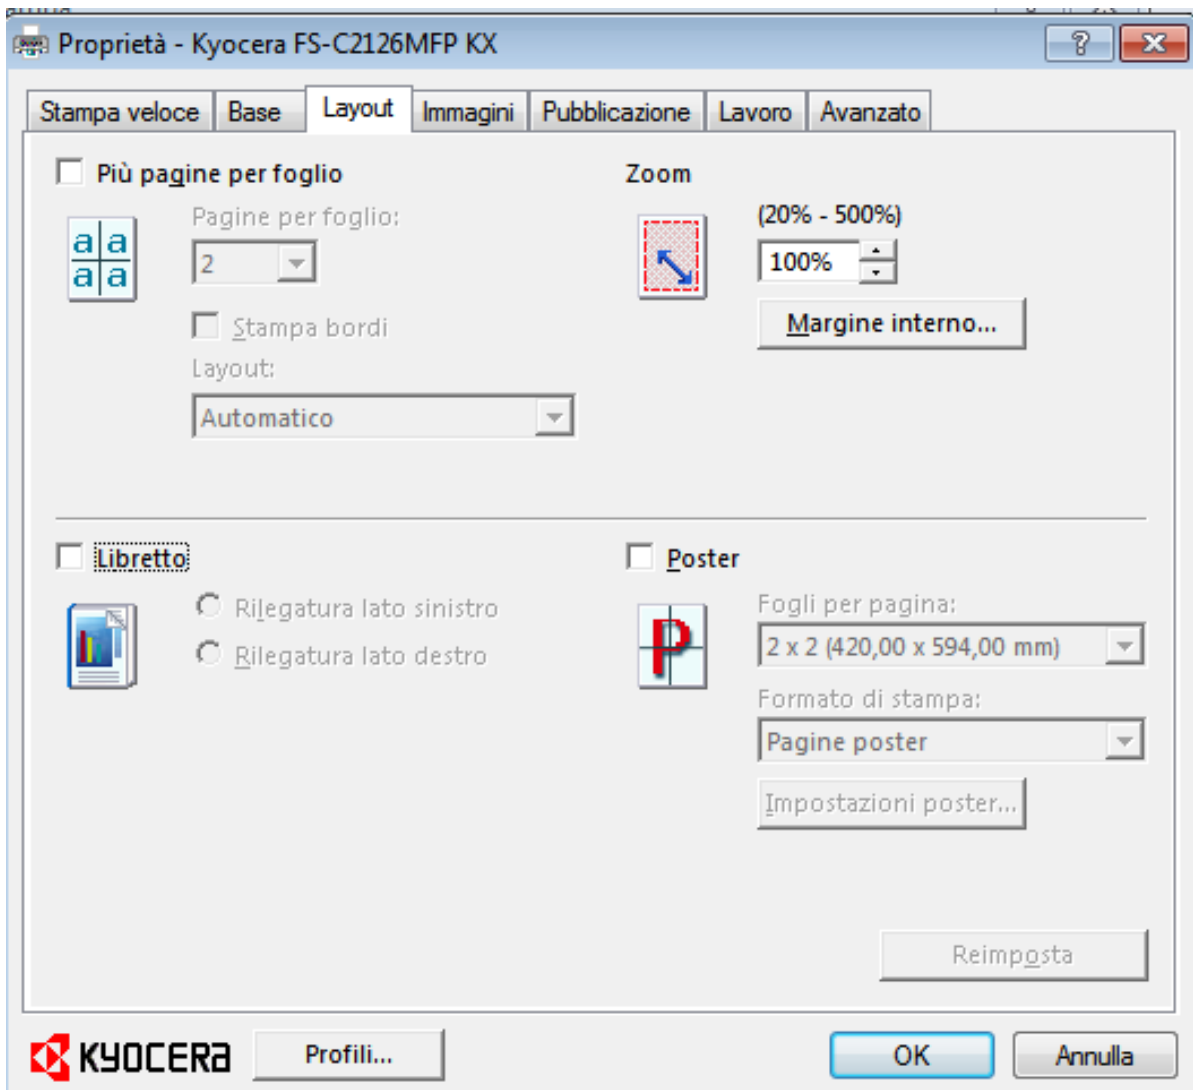 Proprietà - Kyocera FS-C2126MFP KX
Stampa veloce Base Layout Immagini Pubblicazione Lavoro Avanzato
Più pagine per foglio
Pagine per foglio:
2
Stampa bordi
Layout:
Automatico
Zoom
(20% - 500%)
100%
Margine interno...
Libretto
Rilegatura lato sinistro
Rilegatura lato destro
Poster
Fogli per pagina:
2 x 2 (420,00 x 594,00 mm)
Formato di stampa:
Pagine poster
Impostazioni poster...
Reimposta
KYOCERA Profili... OK Annulla